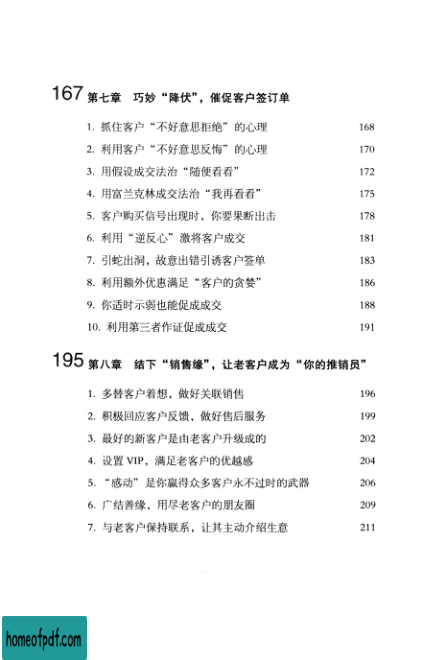 167 第七章 巧妙“降伏”，催促客户签订单
1. 抓住客户“不好意思拒绝”的心理 168
2. 利用客户“不好意思反悔”的心理 170
3. 用假设成交法治“随便看看” 172
4. 用富兰克林成交法治“我再看看” 175
5. 客户购买信号出现时，你要果断出击 178
6. 利用“逆反心”激将客户成交 181
7. 引蛇出洞，故意出错引诱客户签单 183
8. 利用额外优惠满足“客户的贪婪” 186
9. 你适时示弱也能促成成交 188
10. 利用第三者作证促成成交 191
195 第八章 结下“销售缘”，让老客户成为“你的推销员”
1. 多替客户着想，做好关联销售 196
2. 积极回应客户反馈，做好售后服务 199
3. 最好的新客户是由老客户升级成的 202
4. 设置 VIP，满足老客户的优越感 204
5. “感动”是你赢得众多客户永不过时的武器 206
6. 广结善缘，用尽老客户的朋友圈 209
7. 与老客户保持联系，让其主动介绍生意 211
homeofpdf.com